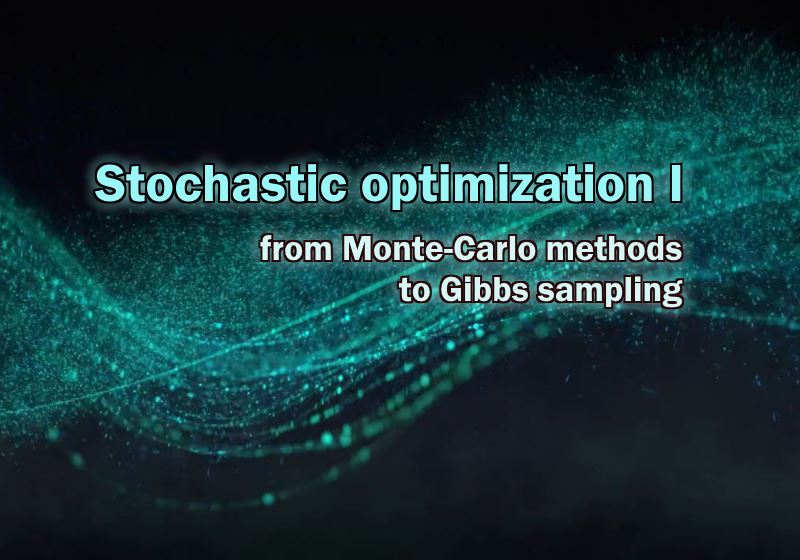 Stochastic optimization I
from Monte-Carlo methods
to Gibbs sampling